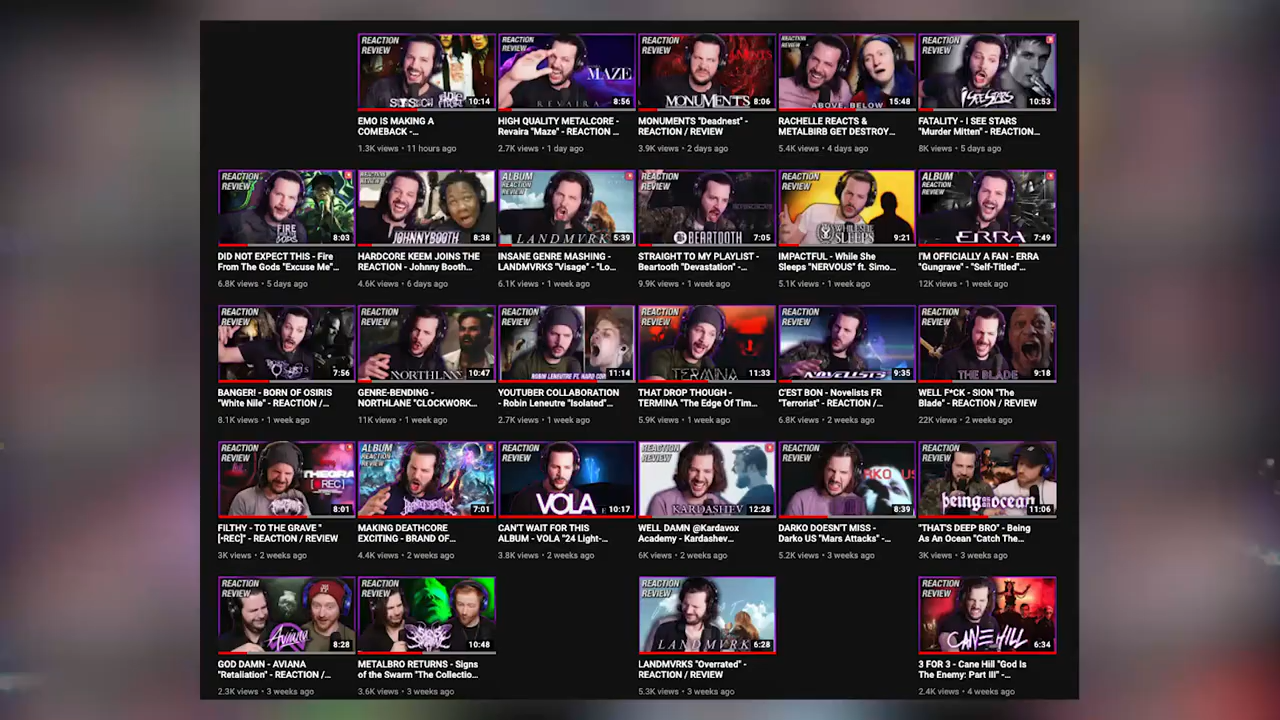 REACTION
REVIEW
10:14
EMO IS MAKING A
COMEBACK -...
1.3K views • 11 hours ago
REACTION
REVIEW
MAZE
REVAIRA
8:56
HIGH QUALITY METALCORE -
Revaira "Maze" - REACTION ...
2.7K views • 1 day ago
REACTION
REVIEW
MONUMENTS
8:06
MONUMENTS "Deadnest" -
REACTION / REVIEW
3.9K views • 2 days ago
REACTION
REVIEW
ABOVE, BELOW
15:48
RACHELLE REACTS &
METALBIRB GET DESTROY...
5.4K views • 4 days ago
REACTION
REVIEW
I SEE STARS
10:53
FATALITY - I SEE STARS
"Murder Mitten" - REACTION...
8K views • 5 days ago
REACTION
REVIEW
FIRE
GODS
8:03
DID NOT EXPECT THIS - Fire
From The Gods "Excuse Me"...
6.8K views • 5 days ago
REACTION
REVIEW
JOHNNYBOOTH
8:38
HARDCORE KEEM JOINS THE
REACTION - Johnny Booth...
4.6K views • 6 days ago
ALBUM
REACTION
REVIEW
LANDMVRK
5:39
INSANE GENRE MASHING -
LANDMVRKS "Visage" - "Lo...
6.1K views • 1 week ago
REACTION
REVIEW
BEARTOOTH
7:05
STRAIGHT TO MY PLAYLIST -
Beartooth "Devastation" -...
9.9K views • 1 week ago
REACTION
REVIEW
WHILE SHE
SLEEPS
9:21
IMPACTFUL - While She
Sleeps "NERVOUS" ft. Simo...
5.1K views • 1 week ago
ALBUM
REACTION
REVIEW
ERRA
7:49
I'M OFFICIALLY A FAN - ERRA
"Gungrave" - "Self-Titled"...
12K views • 1 week ago
REACTION
REVIEW
BORN
OSIRIS
7:56
BANGER! - BORN OF OSIRIS
"White Nile" - REACTION /...
8.1K views • 1 week ago
REACTION
REVIEW
NORTHLANE
10:47
GENRE-BENDING -
NORTHLANE "CLOCKWORK...
11K views • 1 week ago
REACTION
REVIEW
ROBIN LENEUTRE FT. HARD CORE
11:14
YOUTUBER COLLABORATION
- Robin Leneutre "Isolated"...
2.7K views • 1 week ago
REACTION
REVIEW
TERMINA
11:33
THAT DROP THOUGH -
TERMINA "The Edge Of Tim...
5.9K views • 1 week ago
REACTION
REVIEW
NOVELISTS
9:35
C'EST BON - Novelists FR
"Terrorist" - REACTION /...
6.8K views • 2 weeks ago
REACTION
REVIEW
THE BLADE
9:18
WELL F*CK - SION "The
Blade" - REACTION / REVIEW
22K views • 2 weeks ago
REACTION
REVIEW
[REC]
8:01
FILTHY - TO THE GRAVE "
[-REC]" - REACTION / REVIEW
3K views • 2 weeks ago
ALBUM
REACTION
REVIEW
7:01
MAKING DEATHCORE
EXCITING - BRAND OF...
4.4K views • 2 weeks ago
REACTION
REVIEW
VOLA
10:17
CAN'T WAIT FOR THIS
ALBUM - VOLA "24 Light-...
3.8K views • 2 weeks ago
REACTION
REVIEW
KARDASHEV
12:28
WELL DAMN @Kardavox
Academy - Kardashev...
6K views • 2 weeks ago
REACTION
REVIEW
RKO US
8:39
DARKO DOESN'T MISS -
Darko US "Mars Attacks" -...
5.2K views • 3 weeks ago
REACTION
REVIEW
being as an ocean
11:06
"THAT'S DEEP BRO" - Being
As An Ocean "Catch The...
3K views • 3 weeks ago
REACTION
REVIEW
Aviana
8:28
GOD DAMN - AVIANA
"Retaliation" - REACTION /...
2.3K views • 3 weeks ago
REACTION
REVIEW
10:48
METALBRO RETURNS - Signs
of the Swarm "The Collectio...
3.6K views • 3 weeks ago
REACTION
REVIEW
LANDMVRK
6:28
LANDMVRKS "Overrated" -
REACTION / REVIEW
5.3K views • 3 weeks ago
REACTION
REVIEW
CANE HILL
6:34
3 FOR 3 - Cane Hill "God Is
The Enemy: Part III" -...
2.4K views • 4 weeks ago